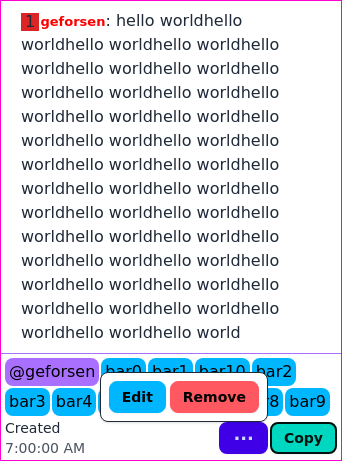 1 geforsen: hello worldhello
worldhello worldhello worldhello
worldhello worldhello worldhello
worldhello worldhello worldhello
worldhello worldhello worldhello
worldhello worldhello worldhello
worldhello worldhello worldhello
worldhello worldhello worldhello
worldhello worldhello worldhello
worldhello worldhello worldhello
worldhello worldhello worldhello
worldhello worldhello worldhello
worldhello worldhello worldhello
worldhello worldhello world
@geforsen bar0 bar1 bar10 bar2
bar3 bar4 bar9
Edit Remove
Created
7:00:00 AM
... Copy